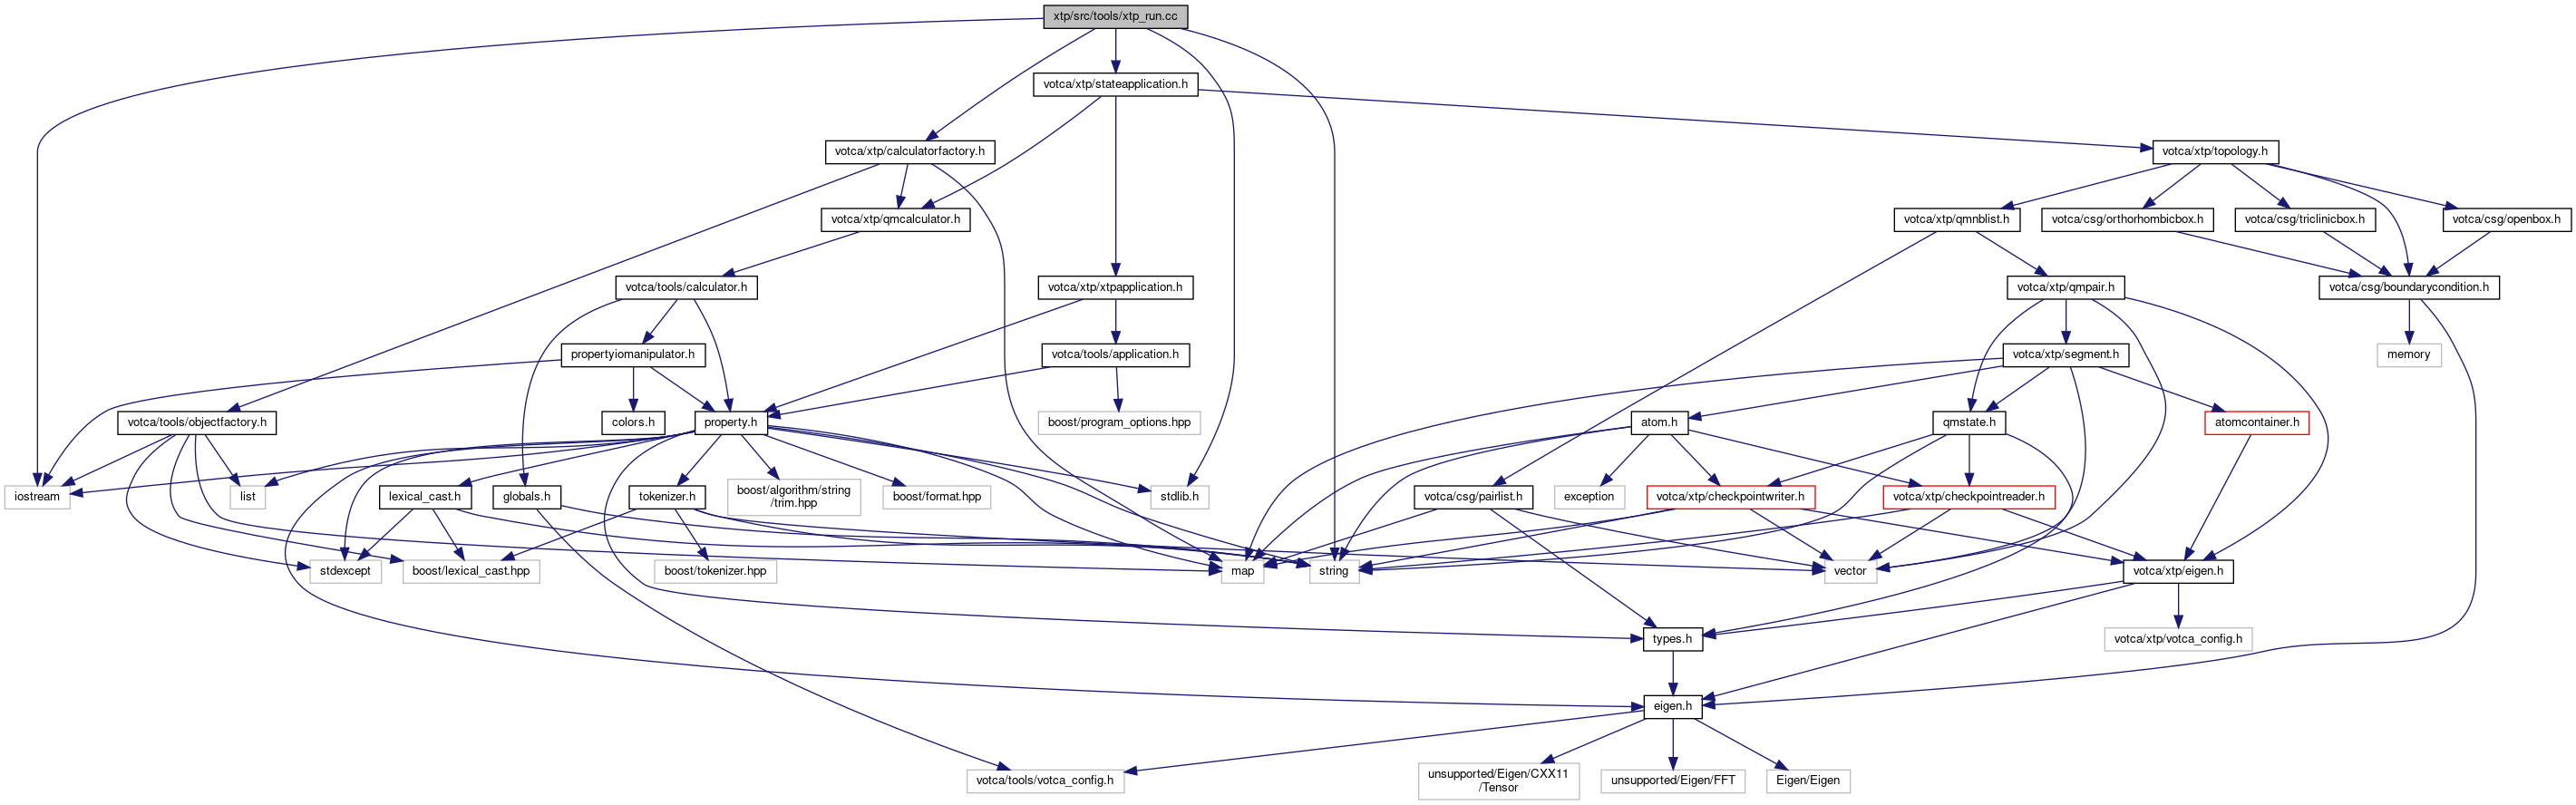 xtp/src/tools/xtp_run.cc
votca/xtp/stateapplication.h
votca/xtp/calculatorfactory.h
votca/xtp/topology.h
votca/xtp/qmcalculator.h
votca/xtp/qmnblist.h
votca/csg/orthorhombicbox.h
votca/csg/triclinicbox.h
votca/csg/openbox.h
votca/tools/calculator.h
votca/xtp/xtpapplication.h
votca/xtp/qmpair.h
votca/csg/boundarycondition.h
propertyiomanipulator.h
votca/tools/application.h
votca/xtp/segment.h
memory
votca/tools/objectfactory.h
colors.h
property.h
boost/program_options.hpp
atom.h
qmstate.h
atomcontainer.h
iostream
list
lexical_cast.h
globals.h
tokenizer.h
boost/algorithm/string
/trim.hpp
boost/format.hpp
stdlib.h
votca/csg/pairlist.h
exception
votca/xtp/checkpointwriter.h
votca/xtp/checkpointreader.h
stdexcept
boost/lexical_cast.hpp
boost/tokenizer.hpp
map
string
vector
votca/xtp/eigen.h
types.h
votca/xtp/votca_config.h
eigen.h
votca/tools/votca_config.h
unsupported/Eigen/CXX11
/Tensor
unsupported/Eigen/FFT
Eigen/Eigen